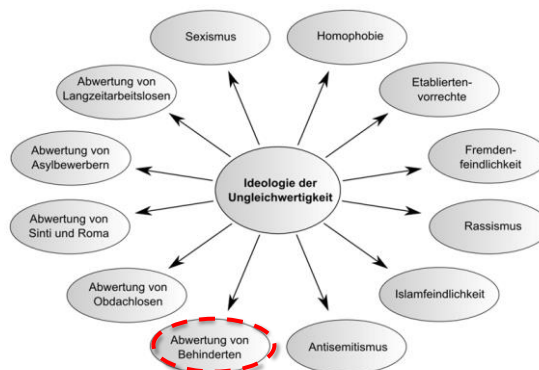 Sexismus
Homophobie
Abwertung von
Langzeitarbeitslosen
Etablierten-
vorrechte
Abwertung von
Asylbewerbern
Fremden-
feindlichkeit
Ideologie der
Ungleichwertigkeit
Abwertung von
Sinti und Roma
Rassismus
Abwertung von
Obdachlosen
Islamfeindlichkeit
Abwertung von
Behinderten
Antisemitismus